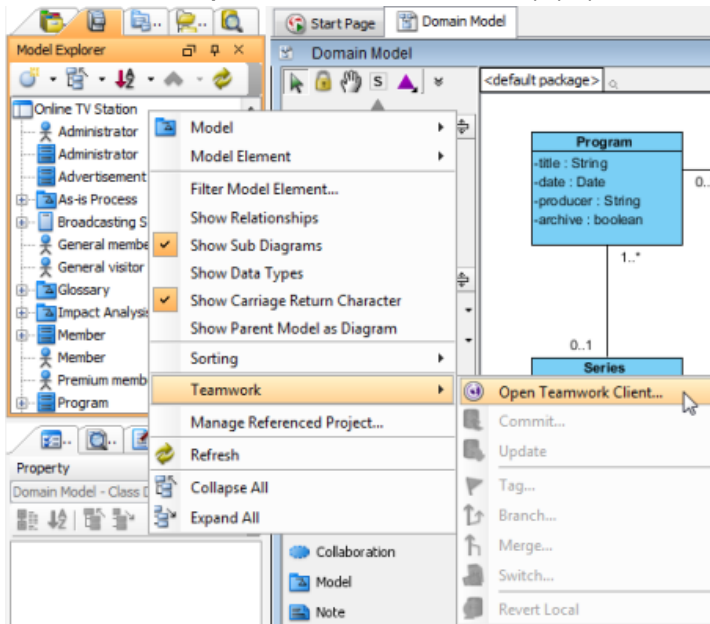 Start Page
Domain Model
Model Explorer
Domain Model
S
<default package>
Online TV Station
Administrator
Administrator
Advertisement
As-is Process
Broadcasting S
General membe
General visitor
Glossary
Impact Analysis
Member
Member
Premium memb
Program
Model
Model Element
Filter Model Element...
Show Relationships
Show Sub Diagrams
Show Data Types
Show Carriage Return Character
Show Parent Model as Diagram
Sorting
Teamwork
Manage Referenced Project...
Refresh
Collapse All
Expand All
Program
-title : String
-date : Date
-producer : String
-archive : boolean
0..
1..*
0..1
Series
Open Teamwork Client...
Commit...
Update
Tag...
Branch...
Merge...
Switch...
Revert Local
Property
Domain Model - Class D
Collaboration
Model
Note